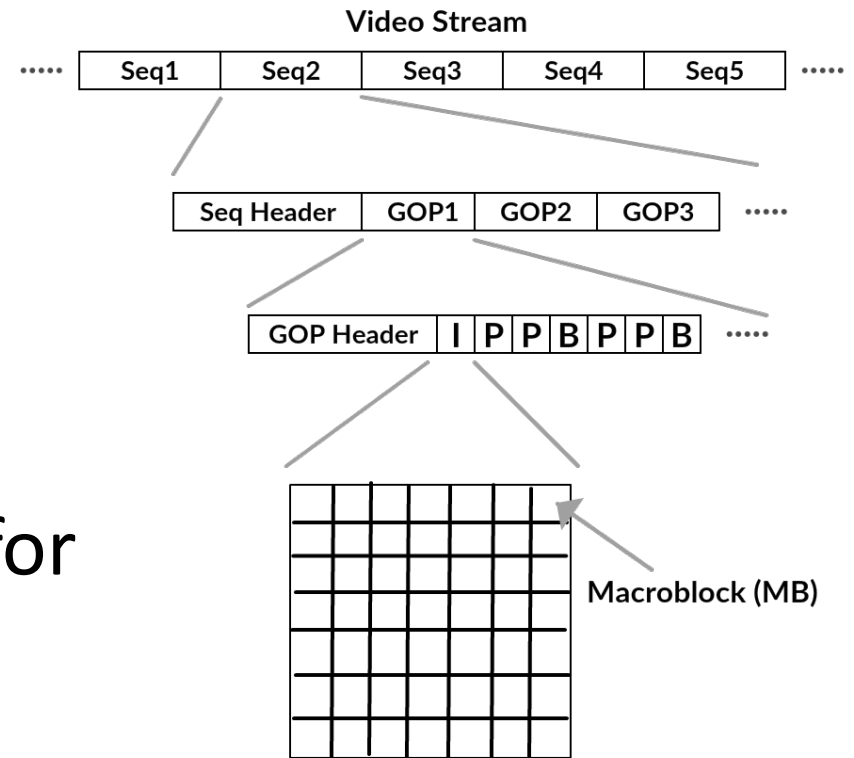 Video Stream
..... Seq1 Seq2 Seq3 Seq4 Seq5 .....
Seq Header GOP1 GOP2 GOP3 .....
GOP Header I P P B P P B .....
for
Macroblock (MB)